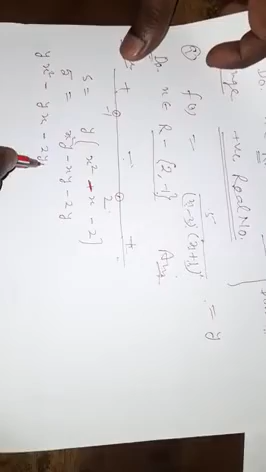 +ve Real No.
Q f(x) = 5 / (x-2)(x+1) = y
x ∈ R - {2, -1} Ans
+ - +
-1 2
5 = y(x² - x - 2)
5 = x²y - xy - 2y
yx² - yx - 2y